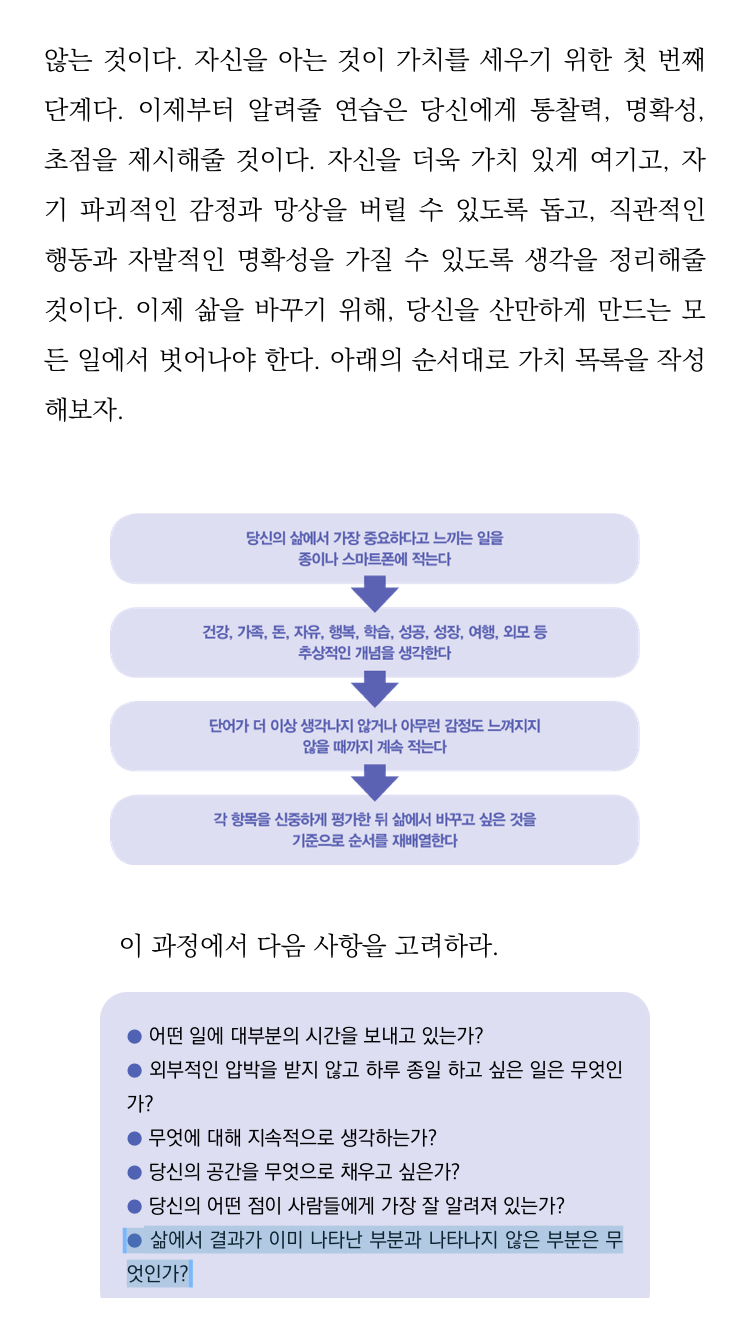 않는 것이다. 자신을 아는 것이 가치를 세우기 위한 첫 번째
단계다. 이제부터 알려줄 연습은 당신에게 통찰력, 명확성,
초점을 제시해줄 것이다. 자신을 더욱 가치 있게 여기고, 자
기 파괴적인 감정과 망상을 버릴 수 있도록 돕고, 직관적인
행동과 자발적인 명확성을 가질 수 있도록 생각을 정리해줄
것이다. 이제 삶을 바꾸기 위해, 당신을 산만하게 만드는 모
든 일에서 벗어나야 한다. 아래의 순서대로 가치 목록을 작성
해보자.
당신의 삶에서 가장 중요하다고 느끼는 일을
종이나 스마트폰에 적는다
건강, 가족, 돈, 자유, 행복, 학습, 성공, 성장, 여행, 외모 등
추상적인 개념을 생각한다
단어가 더 이상 생각나지 않거나 아무런 감정도 느껴지지
않을 때까지 계속 적는다
각 항목을 신중하게 평가한 뒤 삶에서 바꾸고 싶은 것을
기준으로 순서를 재배열한다
이 과정에서 다음 사항을 고려하라.
● 어떤 일에 대부분의 시간을 보내고 있는가?
● 외부적인 압박을 받지 않고 하루 종일 하고 싶은 일은 무엇인
가?
● 무엇에 대해 지속적으로 생각하는가?
● 당신의 공간을 무엇으로 채우고 싶은가?
● 당신의 어떤 점이 사람들에게 가장 잘 알려져 있는가?
● 삶에서 결과가 이미 나타난 부분과 나타나지 않은 부분은 무
엇인가?